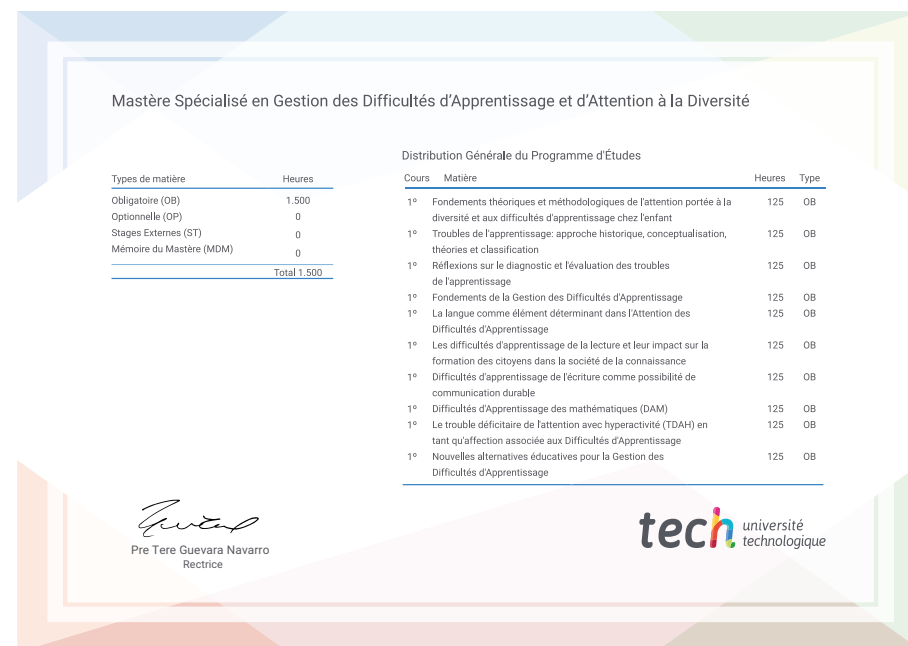 Mastère Spécialisé en Gestion des Difficultés d'Apprentissage et d'Attention à la Diversité
Types de matière Heures
Obligatoire (OB) 1.500
Optionnelle (OP) 0
Stages Externes (ST) 0
Mémoire du Mastère (MDM) 0
Total 1.500
Distribution Générale du Programme d'Études
Cours Matière Heures Type
1º Fondements théoriques et méthodologiques de l'attention portée à la 125 OB
diversité et aux difficultés d'apprentissage chez l'enfant
1º Troubles de l'apprentissage: approche historique, conceptualisation, 125 OB
théories et classification
1º Réflexions sur le diagnostic et l'évaluation des troubles 125 OB
de l'apprentissage
1º Fondements de la Gestion des Difficultés d'Apprentissage 125 OB
1º La langue comme élément déterminant dans l'Attention des 125 OB
Difficultés d'Apprentissage
1º Les difficultés d'apprentissage de la lecture et leur impact sur la 125 OB
formation des citoyens dans la société de la connaissance
1º Difficultés d'apprentissage de l'écriture comme possibilité de 125 OB
communication durable
1º Difficultés d'Apprentissage des mathématiques (DAM) 125 OB
1º Le trouble déficitaire de l'attention avec hyperactivité (TDAH) en 125 OB
tant qu'affection associée aux Difficultés d'Apprentissage
1º Nouvelles alternatives éducatives pour la Gestion des 125 OB
Difficultés d'Apprentissage
Pre Tere Guevara Navarro
Rectrice
tech université
technologique